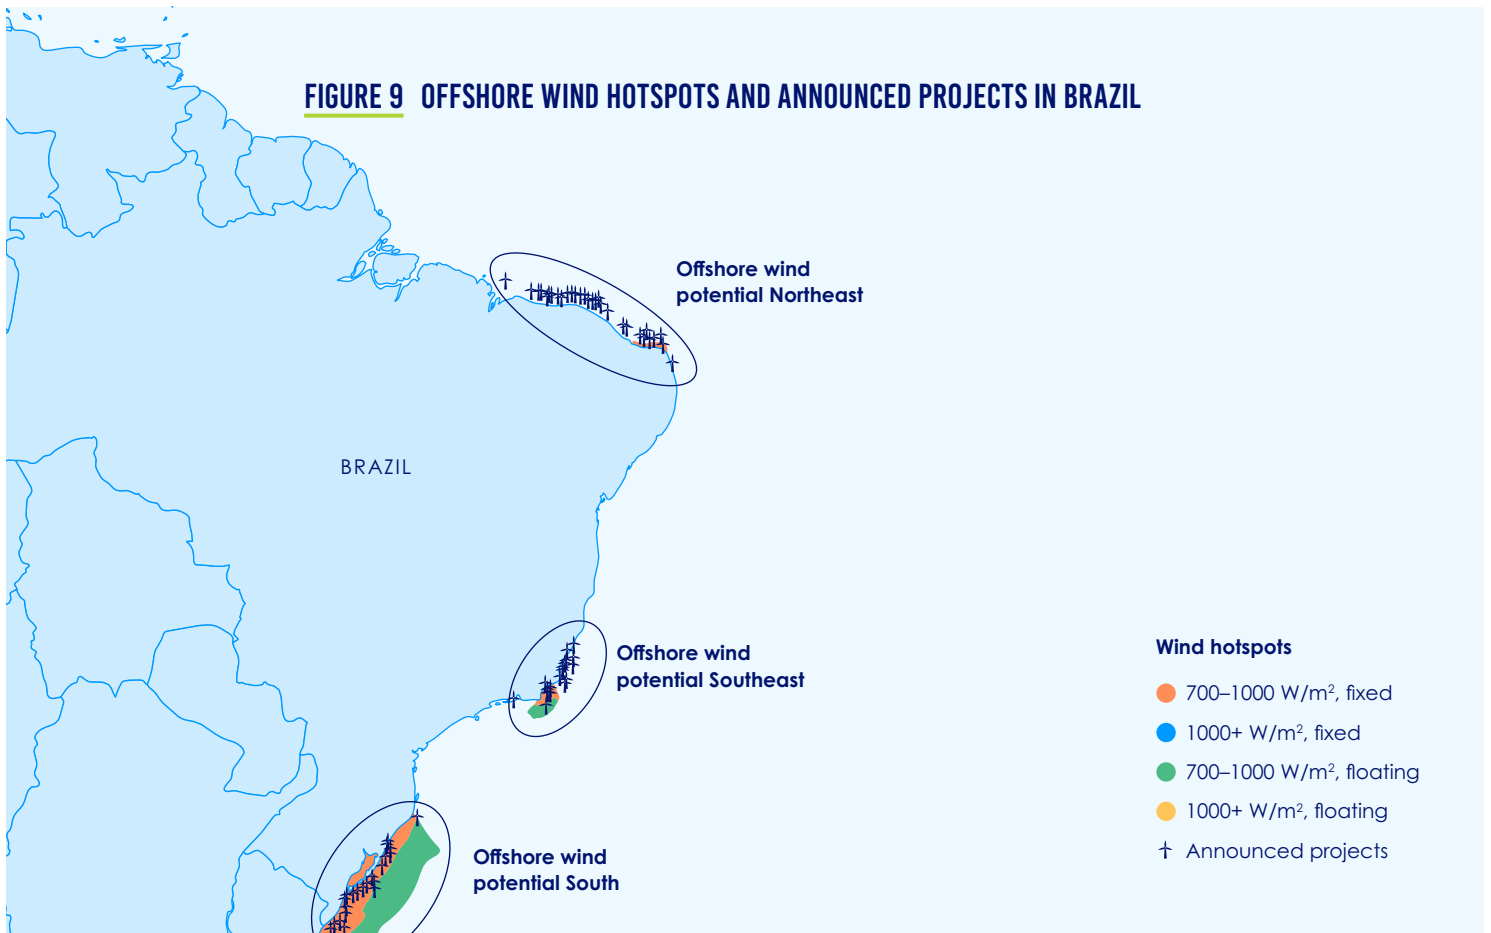 FIGURE 9 OFFSHORE WIND HOTSPOTS AND ANNOUNCED PROJECTS IN BRAZIL
Offshore wind
potential Northeast
BRAZIL
Offshore wind
potential Southeast
Wind hotspots
700–1000 W/m², fixed
1000+ W/m², fixed
700–1000 W/m², floating
1000+ W/m², floating
Announced projects
Offshore wind
potential South